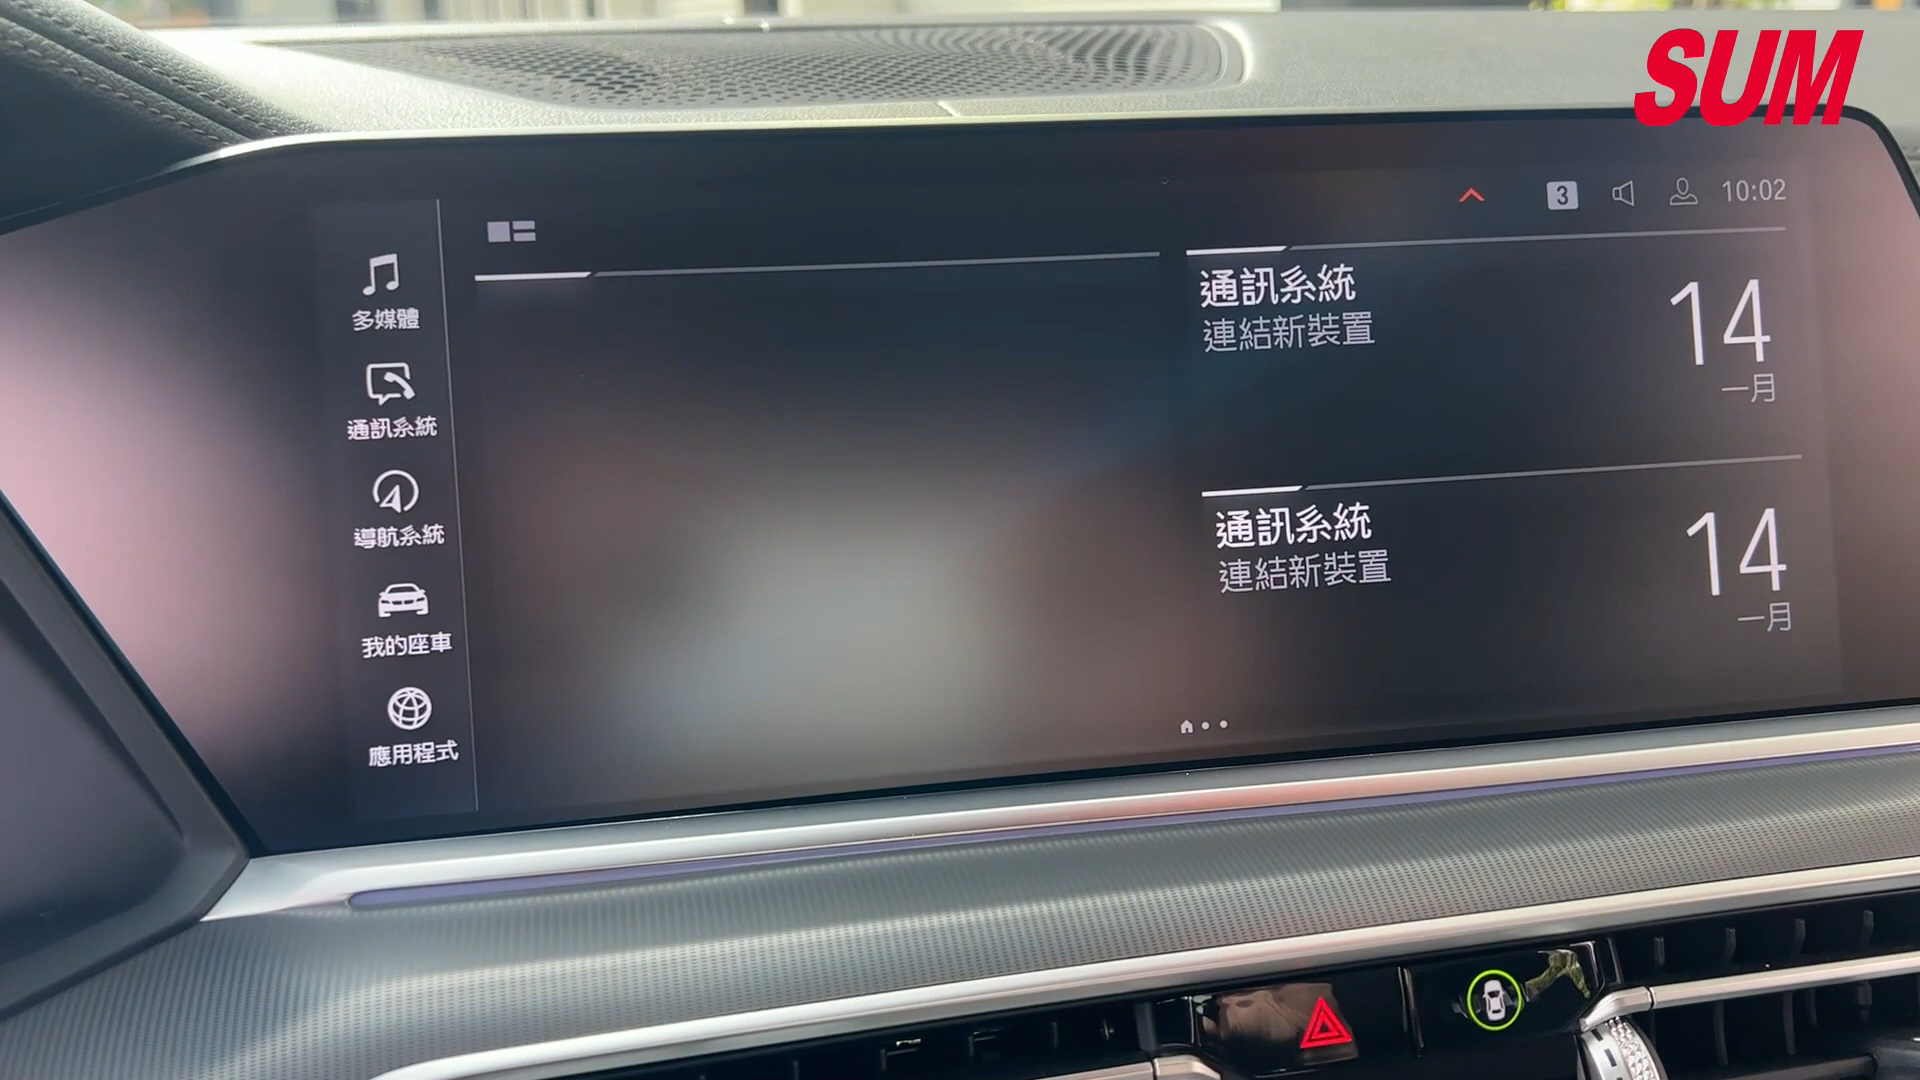 SUM
3
10:02
多媒體
通訊系統
導航系統
我的座車
應用程式
通訊系統
連結新裝置
14
一月
通訊系統
連結新裝置
14
一月